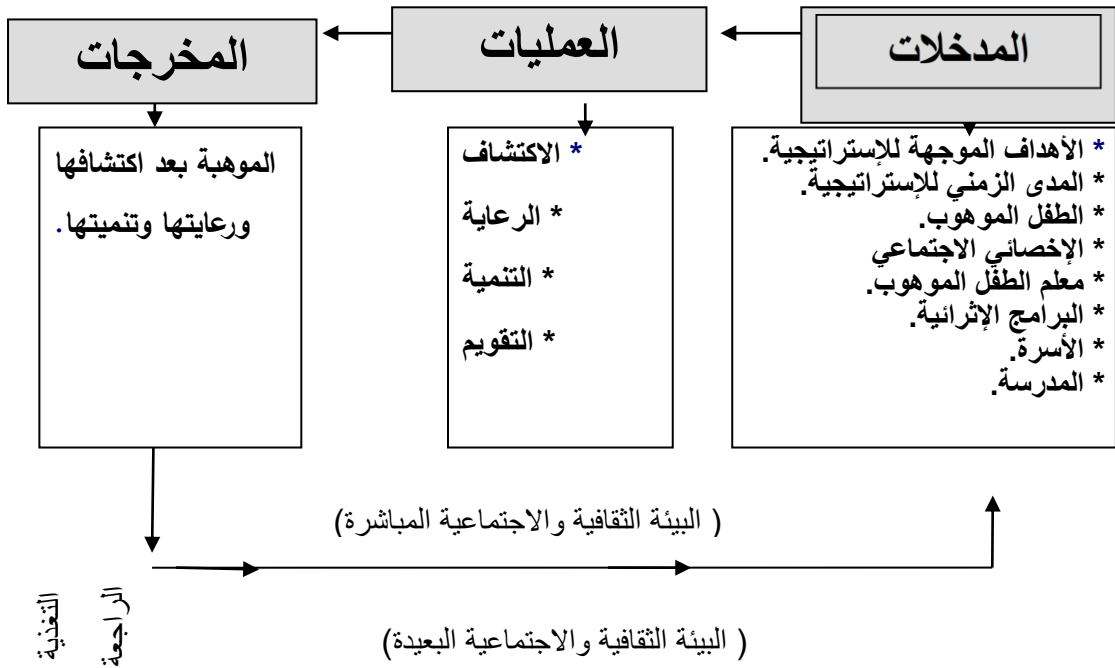 المدخلات
العمليات
المخرجات
* الأهداف الموجهة للإستراتيجية.
* المدى الزمني للإستراتيجية.
* الطفل الموهوب.
* الإخصائي الاجتماعي
* معلم الطفل الموهوب.
* البرامج الإثرائية.
* الأسرة.
* المدرسة.
* الاكتشاف
* الرعاية
* التنمية
* التقويم
الموهبة بعد اكتشافها
ورعايتها وتنميتها.
( البيئة الثقافية والاجتماعية المباشرة)
التغذية
الراجعة
( البيئة الثقافية والاجتماعية البعيدة)